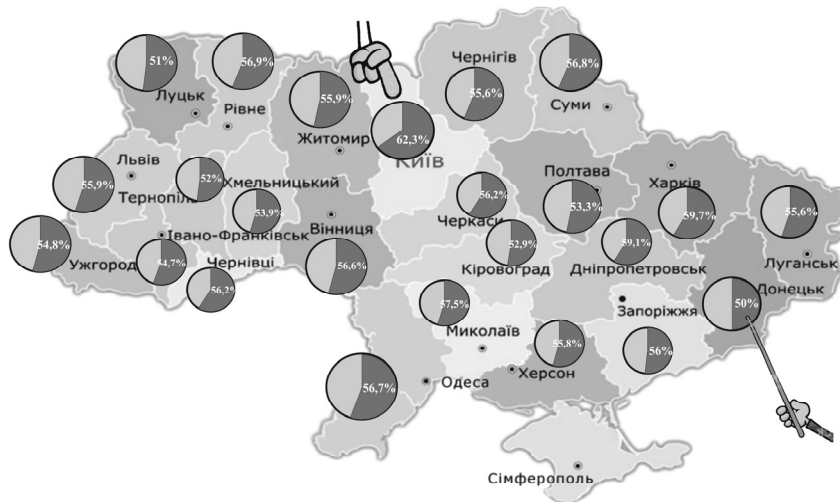 51%
Луцьк
56,9%
Рівне
55,9%
Житомир
62,3%
Київ
Чернігів
55,6%
56,8%
Суми
Львів
55,9%
Тернопіль
52%
Хмельницький
53,9%
Івано-Франківськ
54,8%
Ужгород
54,7%
Чернівці
56,2%
Вінниця
56,6%
56,2%
Черкаси
52,9%
Кіровоград
Полтава
53,3%
Харків
59,7%
59,1%
Дніпропетровськ
55,6%
Луганськ
Донецьк
50%
57,5%
Миколаїв
Запоріжжя
56%
55,8%
Херсон
56,7%
Одеса
Сімферополь